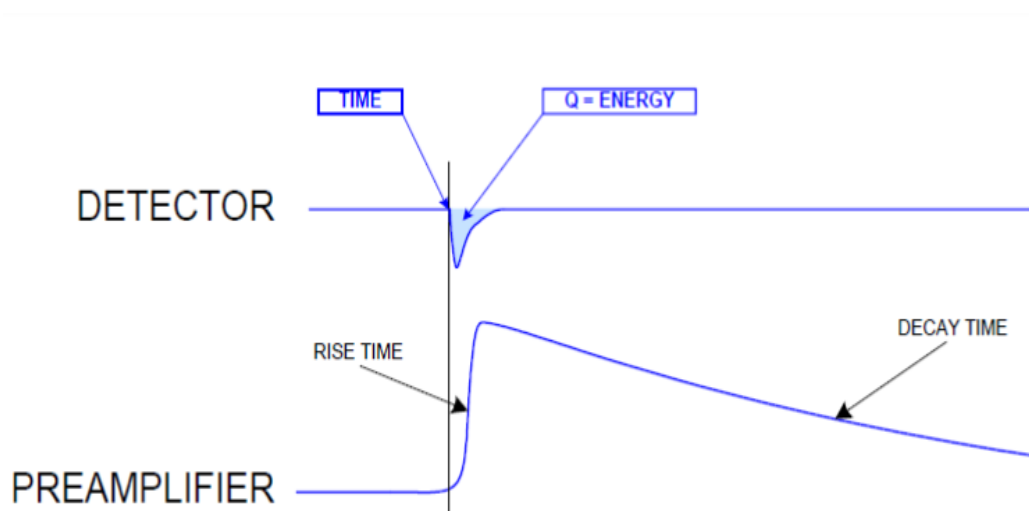 TIME
Q = ENERGY
DETECTOR
RISE TIME
DECAY TIME
PREAMPLIFIER